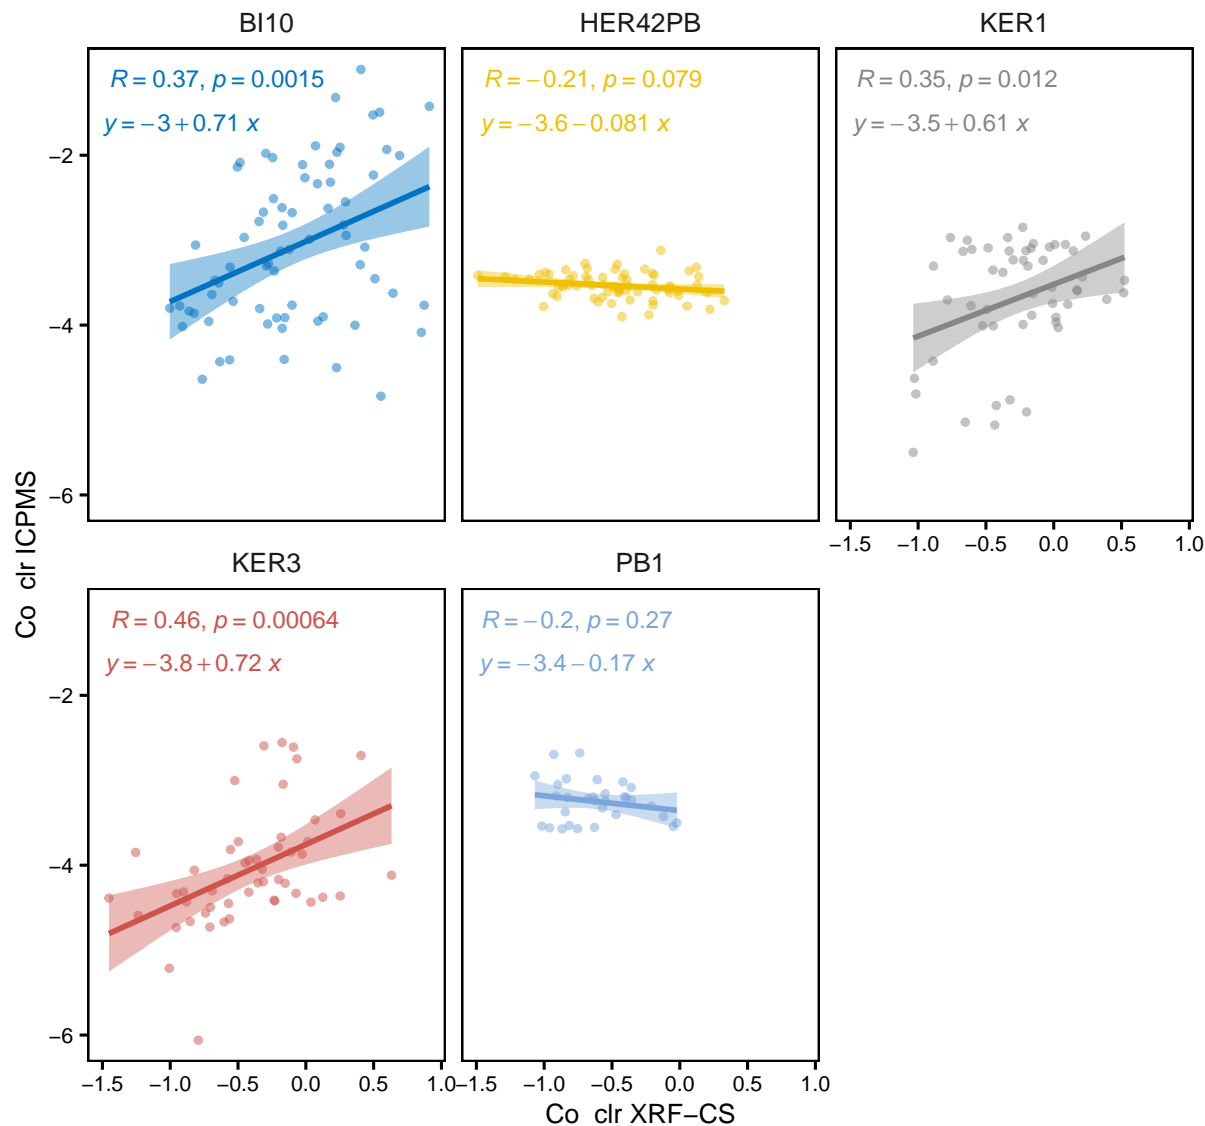 BI10 HER42PB KER1
R = 0.37, p = 0.0015 R = −0.21, p = 0.079 R = 0.35, p = 0.012
y = −3 + 0.71 x y = −3.6 − 0.081 x y = −3.5 + 0.61 x
−2
−4
−6
−1.5 −1.0 −0.5 0.0 0.5 1.0
Co clr ICPMS
KER3 PB1
R = 0.46, p = 0.00064 R = −0.2, p = 0.27
y = −3.8 + 0.72 x y = −3.4 − 0.17 x
−2
−4
−6
−1.5 −1.0 −0.5 0.0 0.5 1.0 −1.5 −1.0 −0.5 0.0 0.5 1.0
Co clr XRF−CS